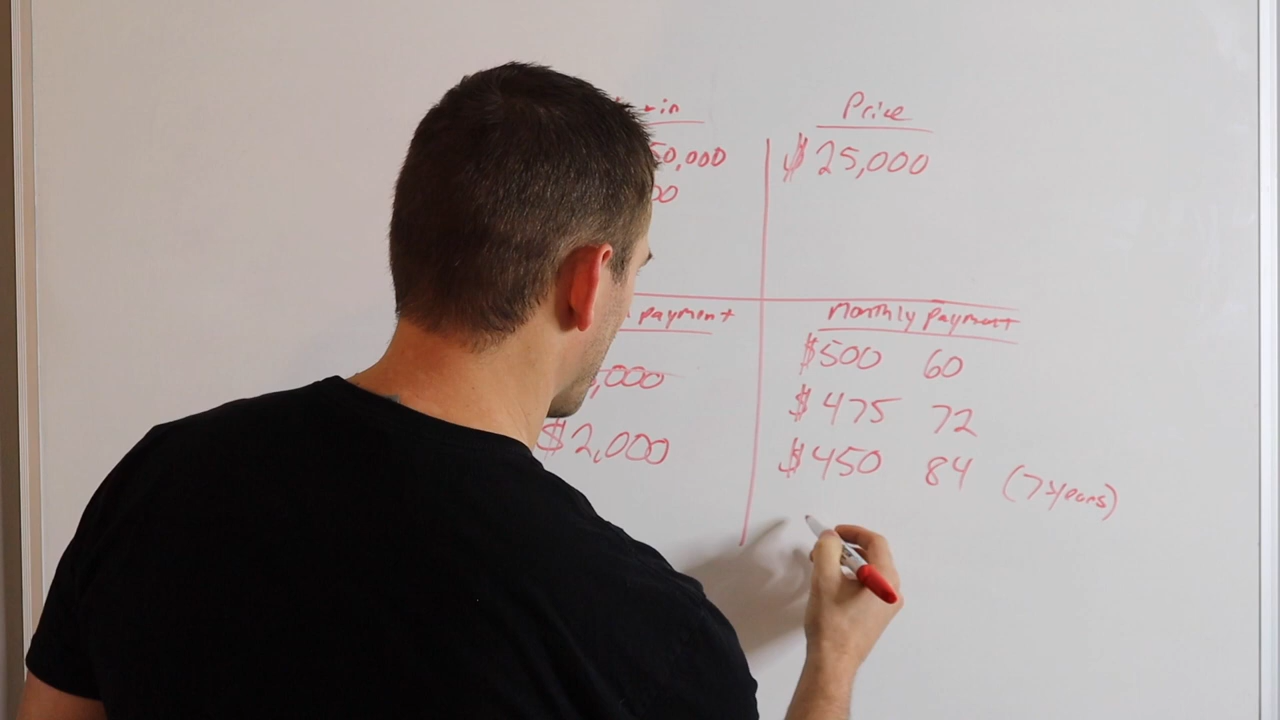 Price
50,000
$25,000
00
payment
Monthly payment
$500 60
,000
$475 72
$2,000
$450 84 (7 years)